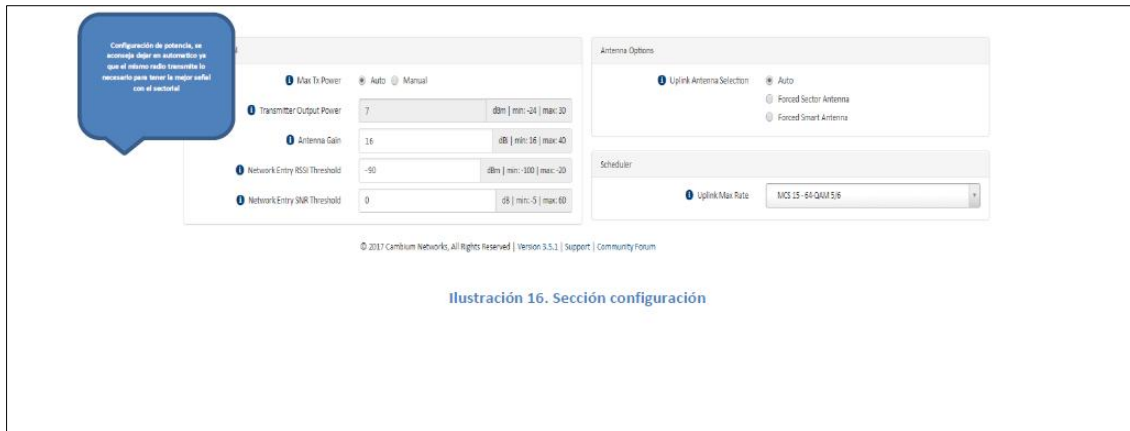 Configuración de potencia, se
aconseja dejar en automatico ya
que el mismo radio transmite lo
necesario para tener la mejor señal
con el sectorial
Max Tx Power Auto Manual
Transmitter Output Power 7 dBm | min: -24 | max: 30
Antenna Gain 16 dBi | min: 16 | max: 40
Network Entry RSSI Threshold -90 dBm | min: -100 | max: -20
Network Entry SNR Threshold 0 dB | min: -5 | max: 60
Antenna Options
Uplink Antenna Selection Auto
Forced Sector Antenna
Forced Smart Antenna
Scheduler
Uplink Max Rate MCS 15 - 64-QAM 5/6
© 2017 Cambium Networks, All Rights Reserved | Version 3.5.1 | Support | Community Forum
Ilustración 16. Sección configuración